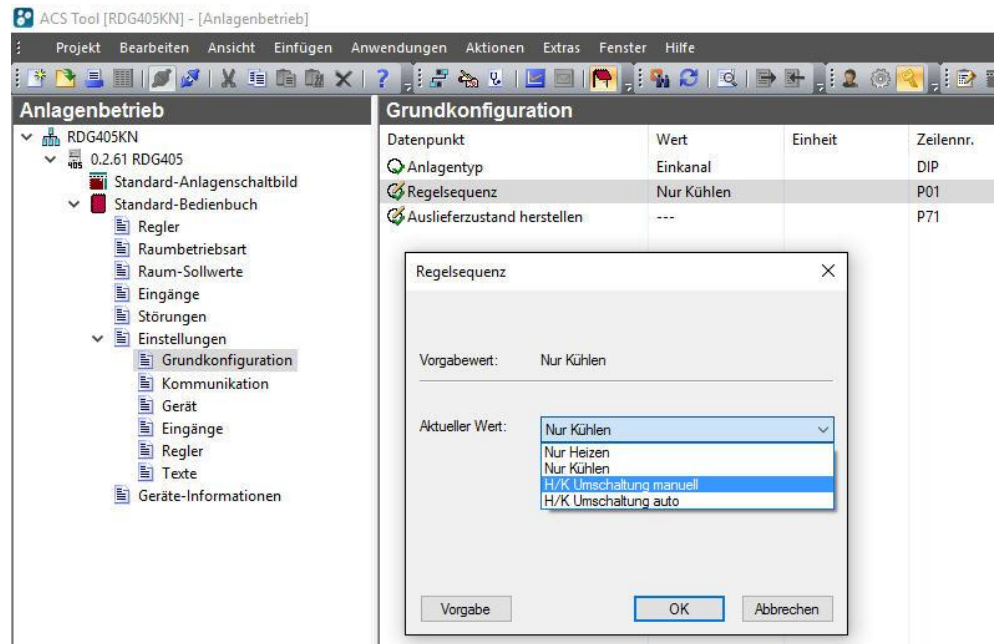 ACS Tool [RDG405KN] - [Anlagenbetrieb]
Projekt Bearbeiten Ansicht Einfügen Anwendungen Aktionen Extras Fenster Hilfe
Anlagenbetrieb
RDG405KN
0.2.61 RDG405
Standard-Anlagenschaltbild
Standard-Bedienbuch
Regler
Raumbetriebsart
Raum-Sollwerte
Eingänge
Störungen
Einstellungen
Grundkonfiguration
Kommunikation
Gerät
Eingänge
Regler
Texte
Geräte-Informationen
Grundkonfiguration
Datenpunkt Wert Einheit Zeilennr.
Anlagentyp Einkanal DIP
Regelsequenz Nur Kühlen P01
Auslieferzustand herstellen --- P71
Regelsequenz
Vorgabewert: Nur Kühlen
Aktueller Wert: Nur Kühlen
Nur Heizen
Nur Kühlen
H/K Umschaltung manuell
H/K Umschaltung auto
Vorgabe OK Abbrechen